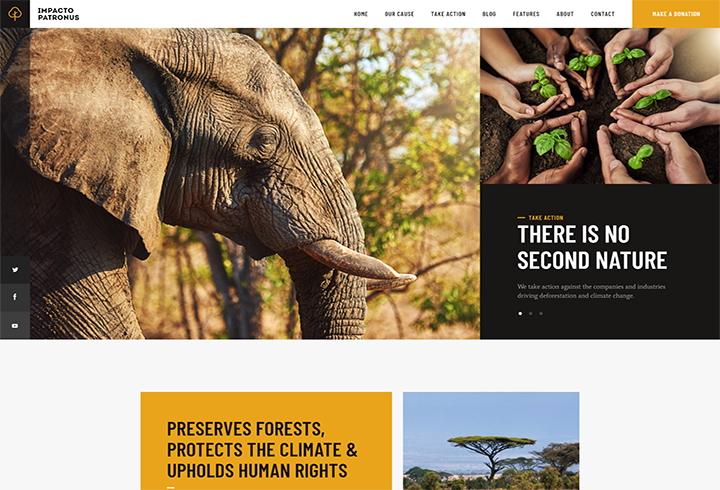 IMPACTO
PATRONUS
HOME OUR CAUSE TAKE ACTION BLOG FEATURES ABOUT CONTACT MAKE A DONATION
TAKE ACTION
THERE IS NO
SECOND NATURE
We take action against the companies and industries
driving deforestation and climate change.
PRESERVES FORESTS,
PROTECTS THE CLIMATE &
UPHOLDS HUMAN RIGHTS